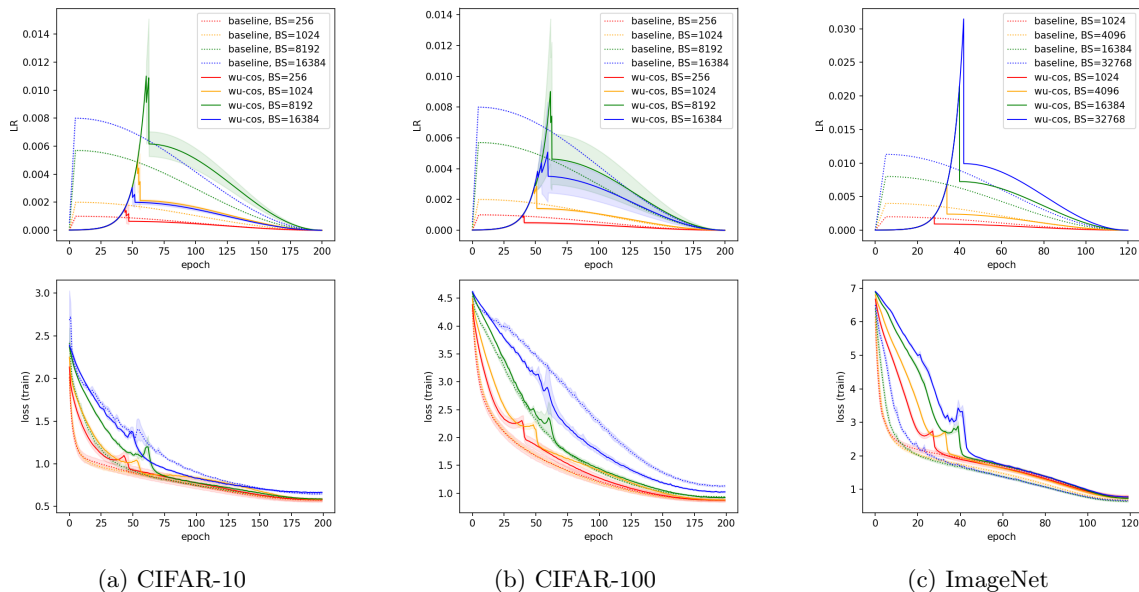 LR
0.014
0.012
0.010
0.008
0.006
0.004
0.002
0.000
baseline, BS=256
baseline, BS=1024
baseline, BS=8192
baseline, BS=16384
wu-cos, BS=256
wu-cos, BS=1024
wu-cos, BS=8192
wu-cos, BS=16384
0 25 50 75 100 125 150 175 200
epoch
LR
0.014
0.012
0.010
0.008
0.006
0.004
0.002
0.000
baseline, BS=256
baseline, BS=1024
baseline, BS=8192
baseline, BS=16384
wu-cos, BS=256
wu-cos, BS=1024
wu-cos, BS=8192
wu-cos, BS=16384
0 25 50 75 100 125 150 175 200
epoch
LR
0.030
0.025
0.020
0.015
0.010
0.005
0.000
baseline, BS=1024
baseline, BS=4096
baseline, BS=16384
baseline, BS=32768
wu-cos, BS=1024
wu-cos, BS=4096
wu-cos, BS=16384
wu-cos, BS=32768
0 20 40 60 80 100 120
epoch
loss (train)
3.0
2.5
2.0
1.5
1.0
0.5
0 25 50 75 100 125 150 175 200
epoch
loss (train)
4.5
4.0
3.5
3.0
2.5
2.0
1.5
1.0
0 25 50 75 100 125 150 175 200
epoch
loss (train)
7
6
5
4
3
2
1
0 20 40 60 80 100 120
epoch
(a) CIFAR-10
(b) CIFAR-100
(c) ImageNet